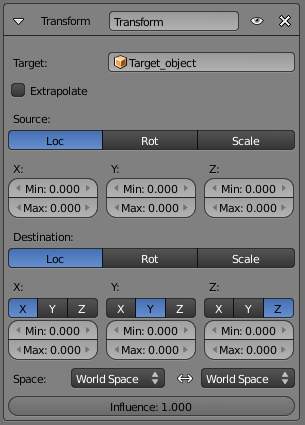 Transform Transform
Target: Target_object
Extrapolate
Source:
Loc Rot Scale
X: Y: Z:
Min: 0.000 Min: 0.000 Min: 0.000
Max: 0.000 Max: 0.000 Max: 0.000
Destination:
Loc Rot Scale
X: Y: Z:
X Y Z X Y Z X Y Z
Min: 0.000 Min: 0.000 Min: 0.000
Max: 0.000 Max: 0.000 Max: 0.000
Space: World Space World Space
Influence: 1.000